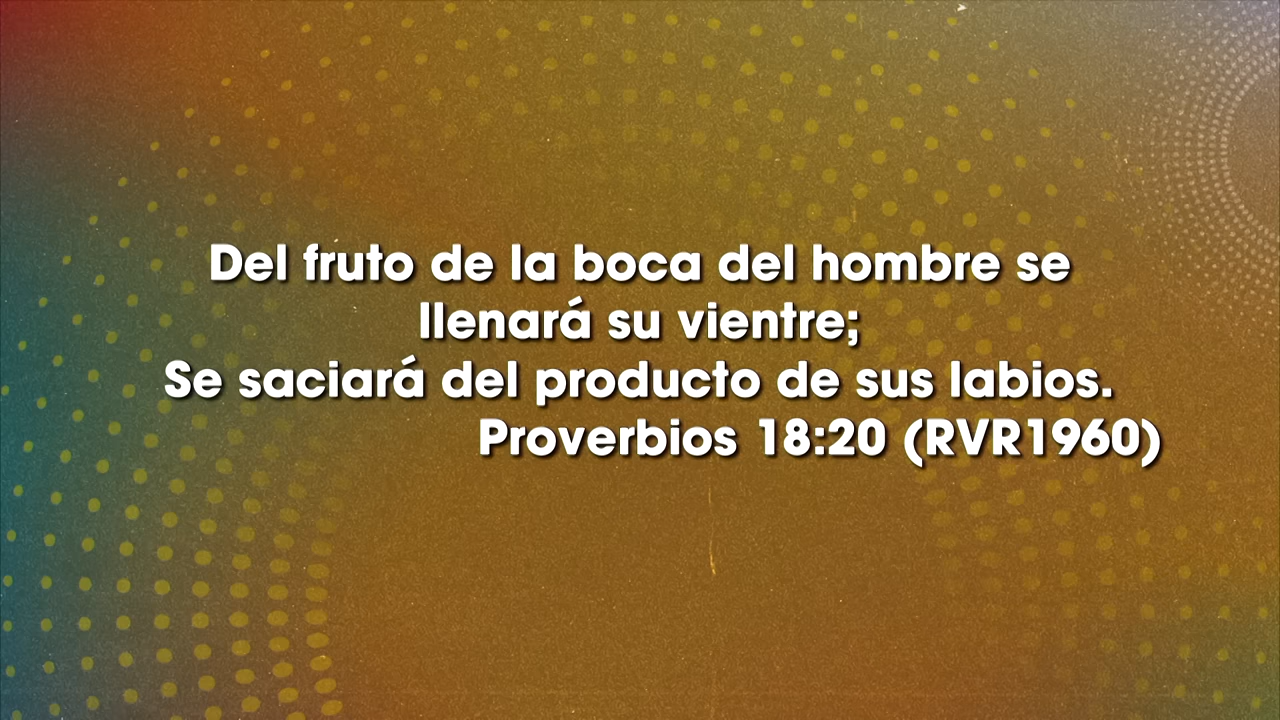 Del fruto de la boca del hombre se
llenará su vientre;
Se saciará del producto de sus labios.
Proverbios 18:20 (RVR1960)